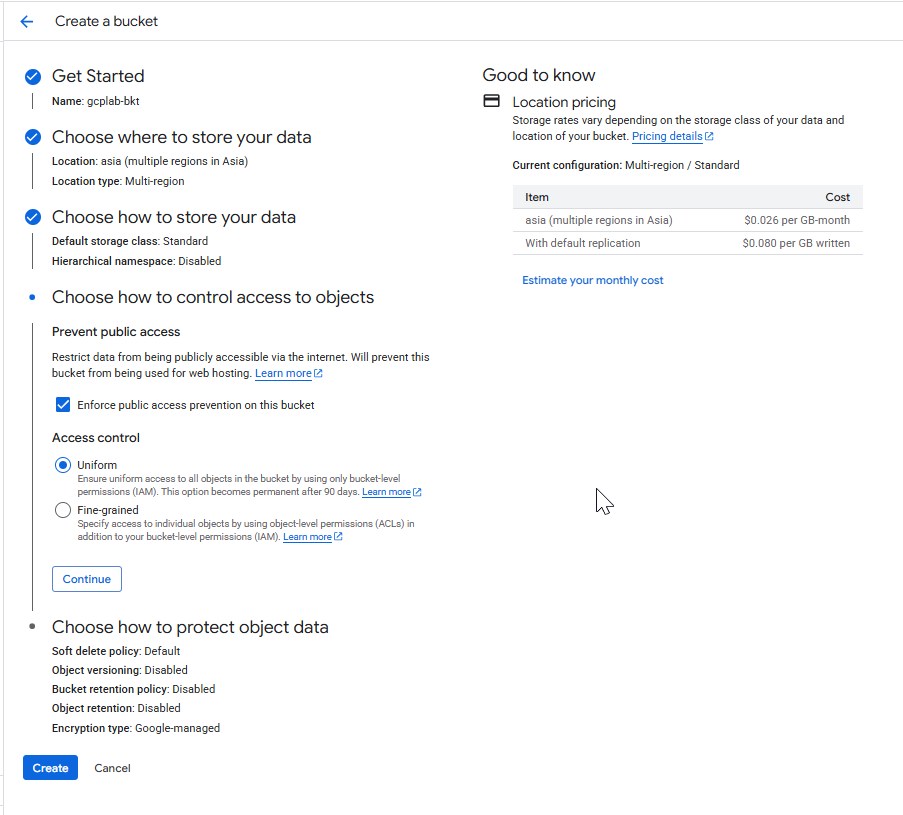 Create a bucket
Get Started
Name: gcplab-bkt
Choose where to store your data
Location: asia (multiple regions in Asia)
Location type: Multi-region
Choose how to store your data
Default storage class: Standard
Hierarchical namespace: Disabled
Choose how to control access to objects
Prevent public access
Restrict data from being publicly accessible via the internet. Will prevent this
bucket from being used for web hosting. Learn more
Enforce public access prevention on this bucket
Access control
Uniform
Ensure uniform access to all objects in the bucket by using only bucket-level
permissions (IAM). This option becomes permanent after 90 days. Learn more
Fine-grained
Specify access to individual objects by using object-level permissions (ACLs) in
addition to your bucket-level permissions (IAM). Learn more
Continue
Choose how to protect object data
Soft delete policy: Default
Object versioning: Disabled
Bucket retention policy: Disabled
Object retention: Disabled
Encryption type: Google-managed
Create Cancel
Good to know
Location pricing
Storage rates vary depending on the storage class of your data and
location of your bucket. Pricing details
Current configuration: Multi-region / Standard
Item Cost
asia (multiple regions in Asia) $0.026 per GB-month
With default replication $0.080 per GB written
Estimate your monthly cost